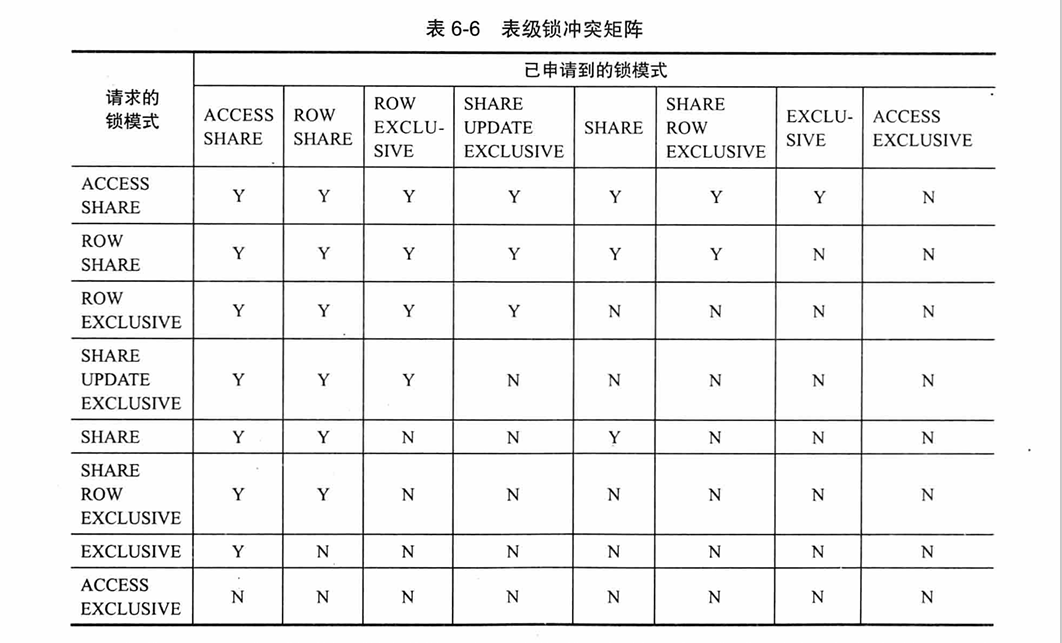 表 6-6 表级锁冲突矩阵
请求的
锁模式
已申请到的锁模式
ACCESS
SHARE
ROW
SHARE
ROW
EXCLU-
SIVE
SHARE
UPDATE
EXCLUSIVE
SHARE
SHARE
ROW
EXCLUSIVE
EXCLU-
SIVE
ACCESS
EXCLUSIVE
ACCESS
SHARE
Y Y Y Y Y Y Y N
ROW
SHARE
Y Y Y Y Y Y N N
ROW
EXCLUSIVE
Y Y Y Y N N N N
SHARE
UPDATE
EXCLUSIVE
Y Y Y N N N N N
SHARE Y Y N N Y N N N
SHARE
ROW
EXCLUSIVE
Y Y N N N N N N
EXCLUSIVE Y N N N N N N N
ACCESS
EXCLUSIVE
N N N N N N N N